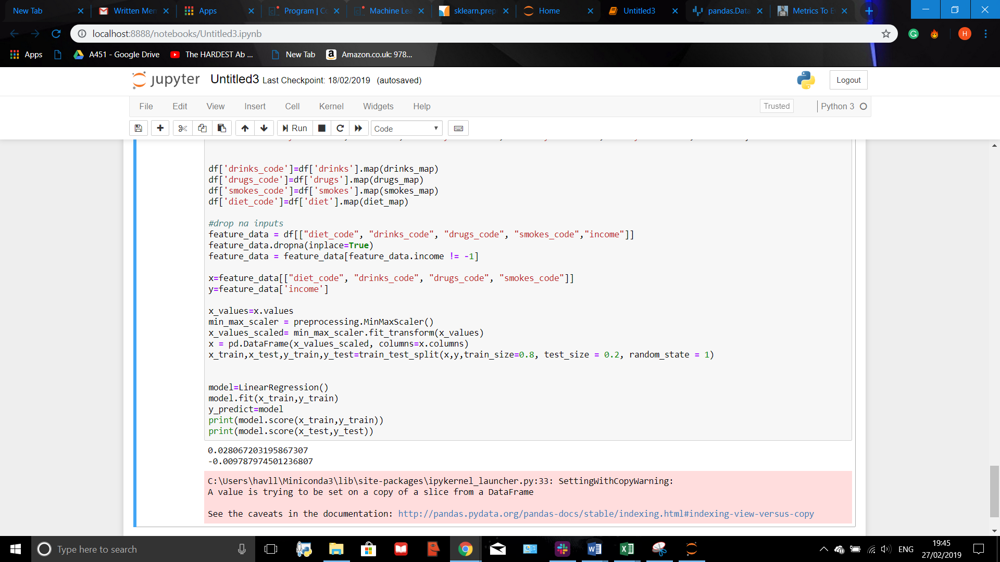 New Tab
Written Mem
Apps
Program | Co
Machine Lea
sklearn.prep
Home
Untitled3
pandas.Data
Metrics To E
localhost:8888/notebooks/Untitled3.ipynb
H
Apps
A451 - Google Drive
The HARDEST Ab ...
New Tab
Amazon.co.uk: 978...
jupyter
Untitled3 Last Checkpoint: 18/02/2019 (autosaved)
Logout
File Edit View Insert Cell Kernel Widgets Help
Trusted
Python 3
Run
Code
df['drinks_code']=df['drinks'].map(drinks_map)
df['drugs_code']=df['drugs'].map(drugs_map)
df['smokes_code']=df['smokes'].map(smokes_map)
df['diet_code']=df['diet'].map(diet_map)
#drop na inputs
feature_data = df[["diet_code", "drinks_code", "drugs_code", "smokes_code","income"]]
feature_data.dropna(inplace=True)
feature_data = feature_data[feature_data.income != -1]
x=feature_data[["diet_code", "drinks_code", "drugs_code", "smokes_code"]]
y=feature_data['income']
x_values=x.values
min_max_scaler = preprocessing.MinMaxScaler()
x_values_scaled= min_max_scaler.fit_transform(x_values)
x = pd.DataFrame(x_values_scaled, columns=x.columns)
x_train,x_test,y_train,y_test=train_test_split(x,y,train_size=0.8, test_size = 0.2, random_state = 1)
model=LinearRegression()
model.fit(x_train,y_train)
y_predict=model
print(model.score(x_train,y_train))
print(model.score(x_test,y_test))
0.028067203195867307
-0.009787974501236807
C:\Users\havll\Miniconda3\lib\site-packages\ipykernel_launcher.py:33: SettingWithCopyWarning:
A value is trying to be set on a copy of a slice from a DataFrame
See the caveats in the documentation: http://pandas.pydata.org/pandas-docs/stable/indexing.html#indexing-view-versus-copy
Type here to search
ENG
19:45
27/02/2019